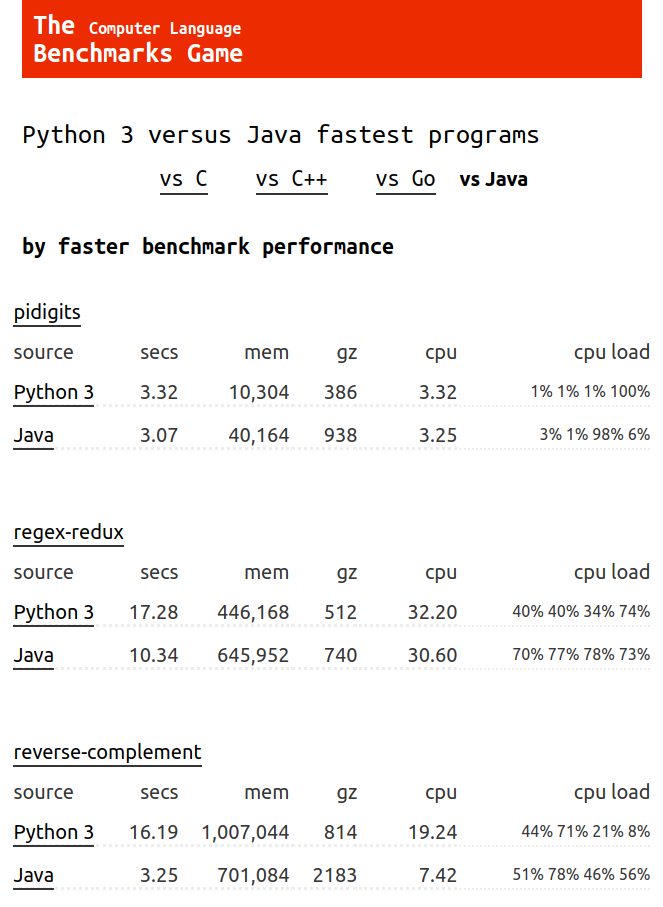 The Computer Language
Benchmarks Game
Python 3 versus Java fastest programs
vs C vs C++ vs Go vs Java
by faster benchmark performance
pidigits
source secs mem gz cpu cpu load
Python 3 3.32 10,304 386 3.32 1% 1% 1% 100%
Java 3.07 40,164 938 3.25 3% 1% 98% 6%
regex-redux
source secs mem gz cpu cpu load
Python 3 17.28 446,168 512 32.20 40% 40% 34% 74%
Java 10.34 645,952 740 30.60 70% 77% 78% 73%
reverse-complement
source secs mem gz cpu cpu load
Python 3 16.19 1,007,044 814 19.24 44% 71% 21% 8%
Java 3.25 701,084 2183 7.42 51% 78% 46% 56%